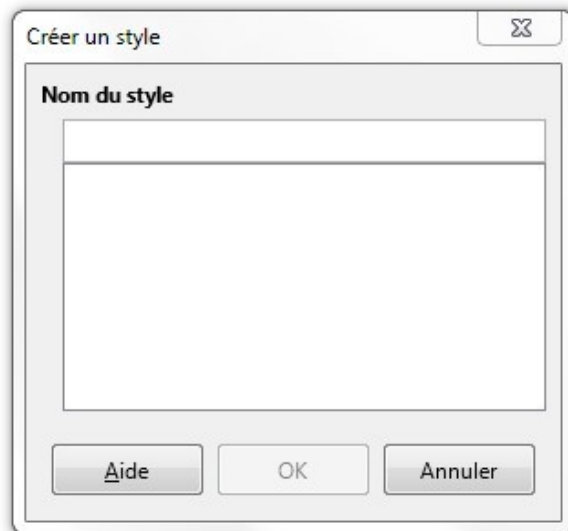 Créer un style
Nom du style
Aide
OK
Annuler